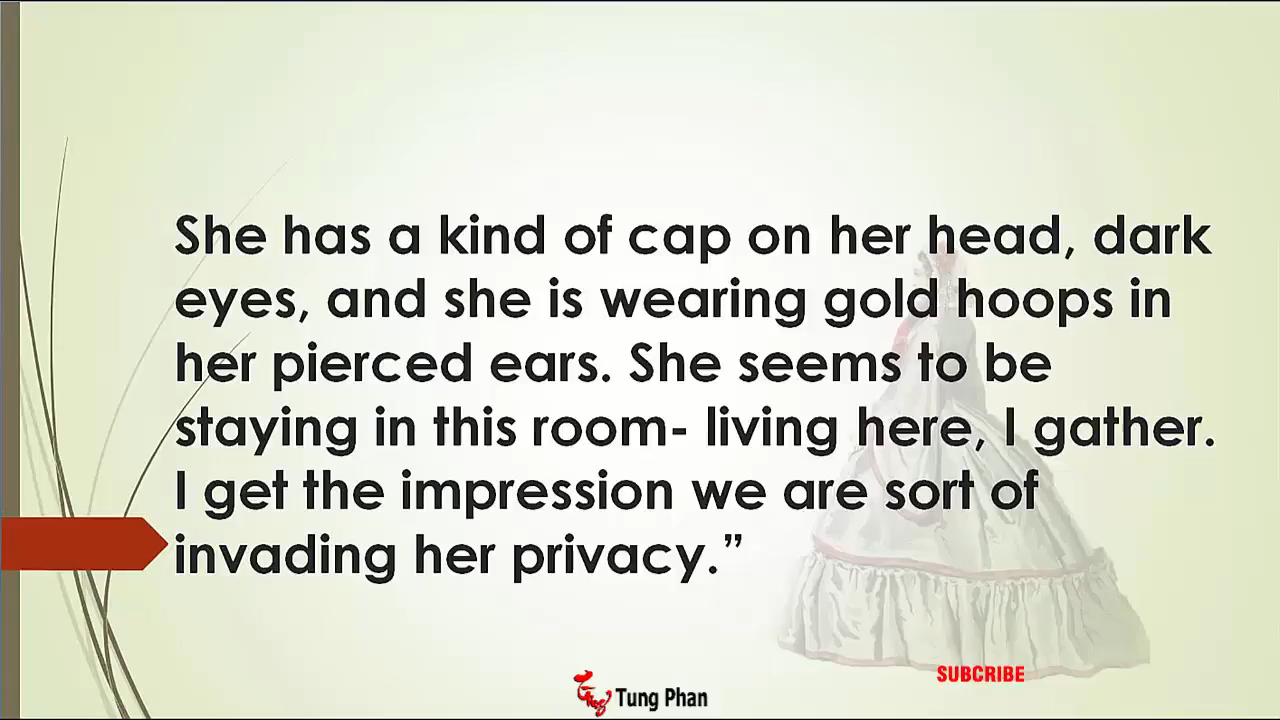 She has a kind of cap on her head, dark
eyes, and she is wearing gold hoops in
her pierced ears. She seems to be
staying in this room- living here, I gather.
I get the impression we are sort of
invading her privacy.”
SUBCRIBE
Tung Phan